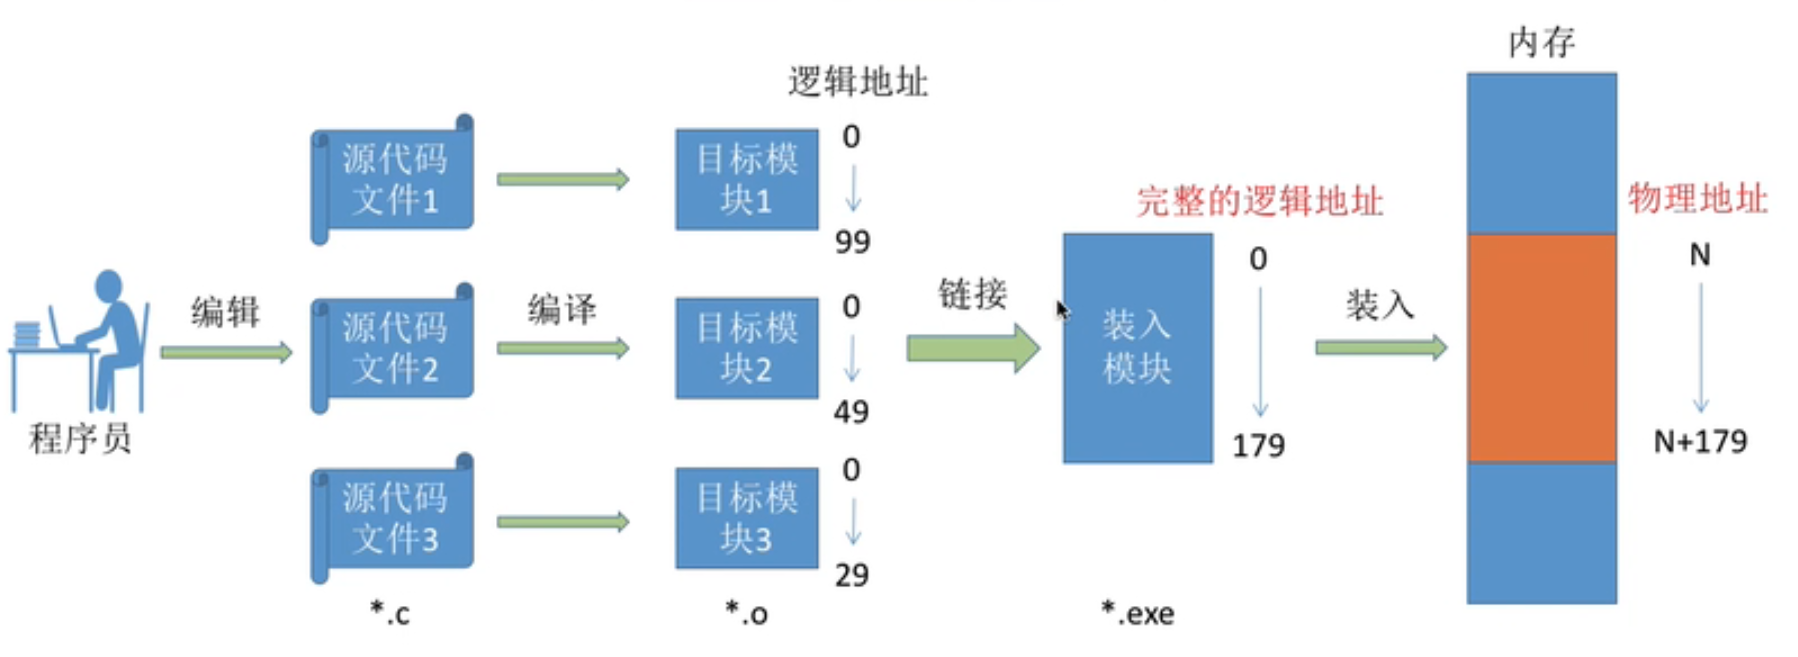 内存
逻辑地址
源代码
文件1
目标模
块1
0
99
完整的逻辑地址
物理地址
程序员
编辑
源代码
文件2
编译
目标模
块2
0
49
链接
装入
模块
0
179
装入
N
N+179
源代码
文件3
目标模
块3
0
29
*.c
*.o
*.exe